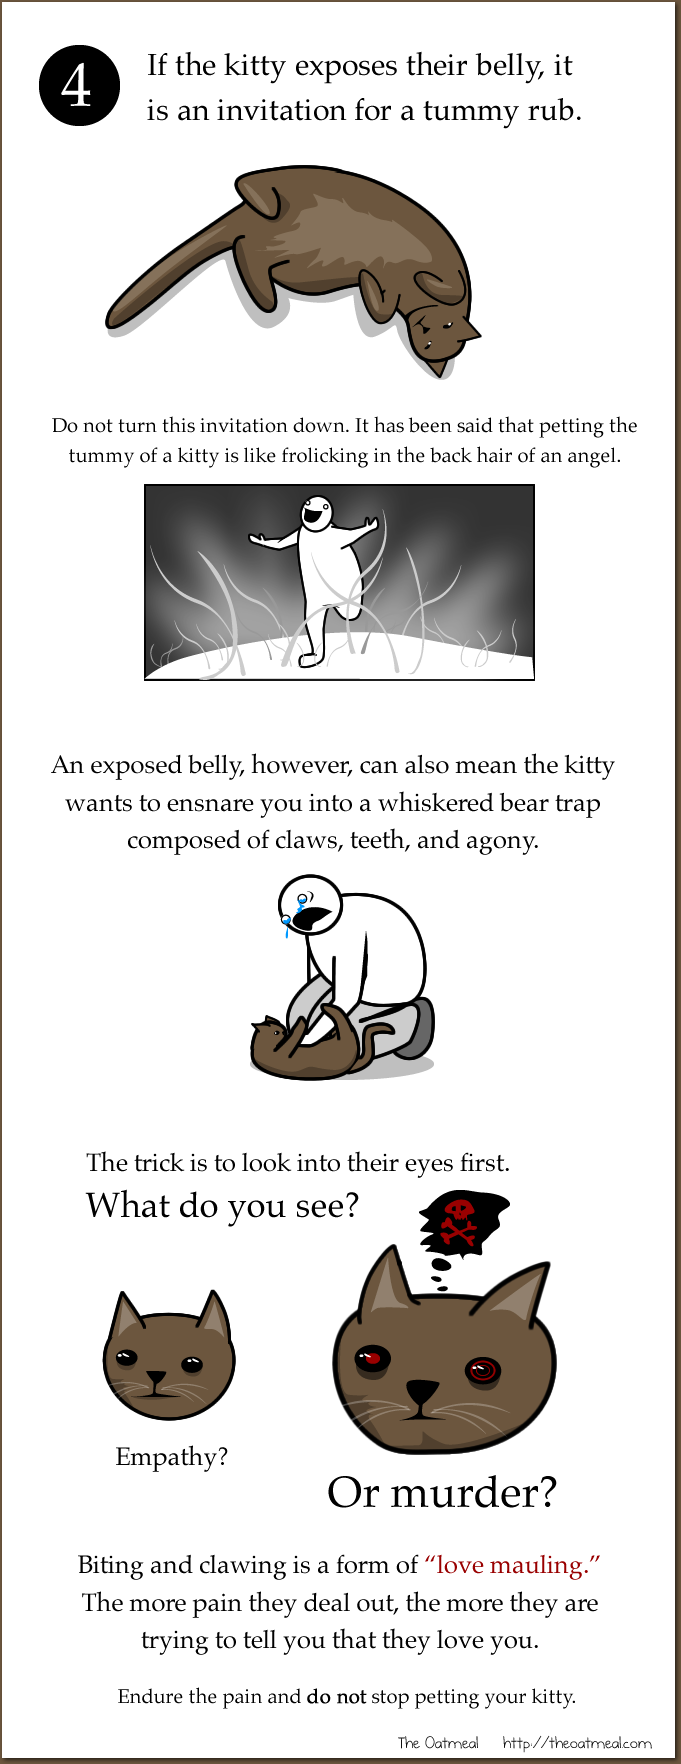 4
If the kitty exposes their belly, it
is an invitation for a tummy rub.
Do not turn this invitation down. It has been said that petting the
tummy of a kitty is like frolicking in the back hair of an angel.
An exposed belly, however, can also mean the kitty
wants to ensnare you into a whiskered bear trap
composed of claws, teeth, and agony.
The trick is to look into their eyes first.
What do you see?
Empathy?
Or murder?
Biting and clawing is a form of “love mauling.”
The more pain they deal out, the more they are
trying to tell you that they love you.
Endure the pain and do not stop petting your kitty.
The Oatmeal http://theoatmeal.com